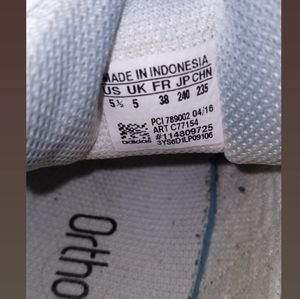 MADE IN INDONESIA
US UK FR JP CHN
5½ 5 38 240 235
PCI 789002 04/16
ART C77154
#114809725
adidas 3YS6D1LP09106
Ortho